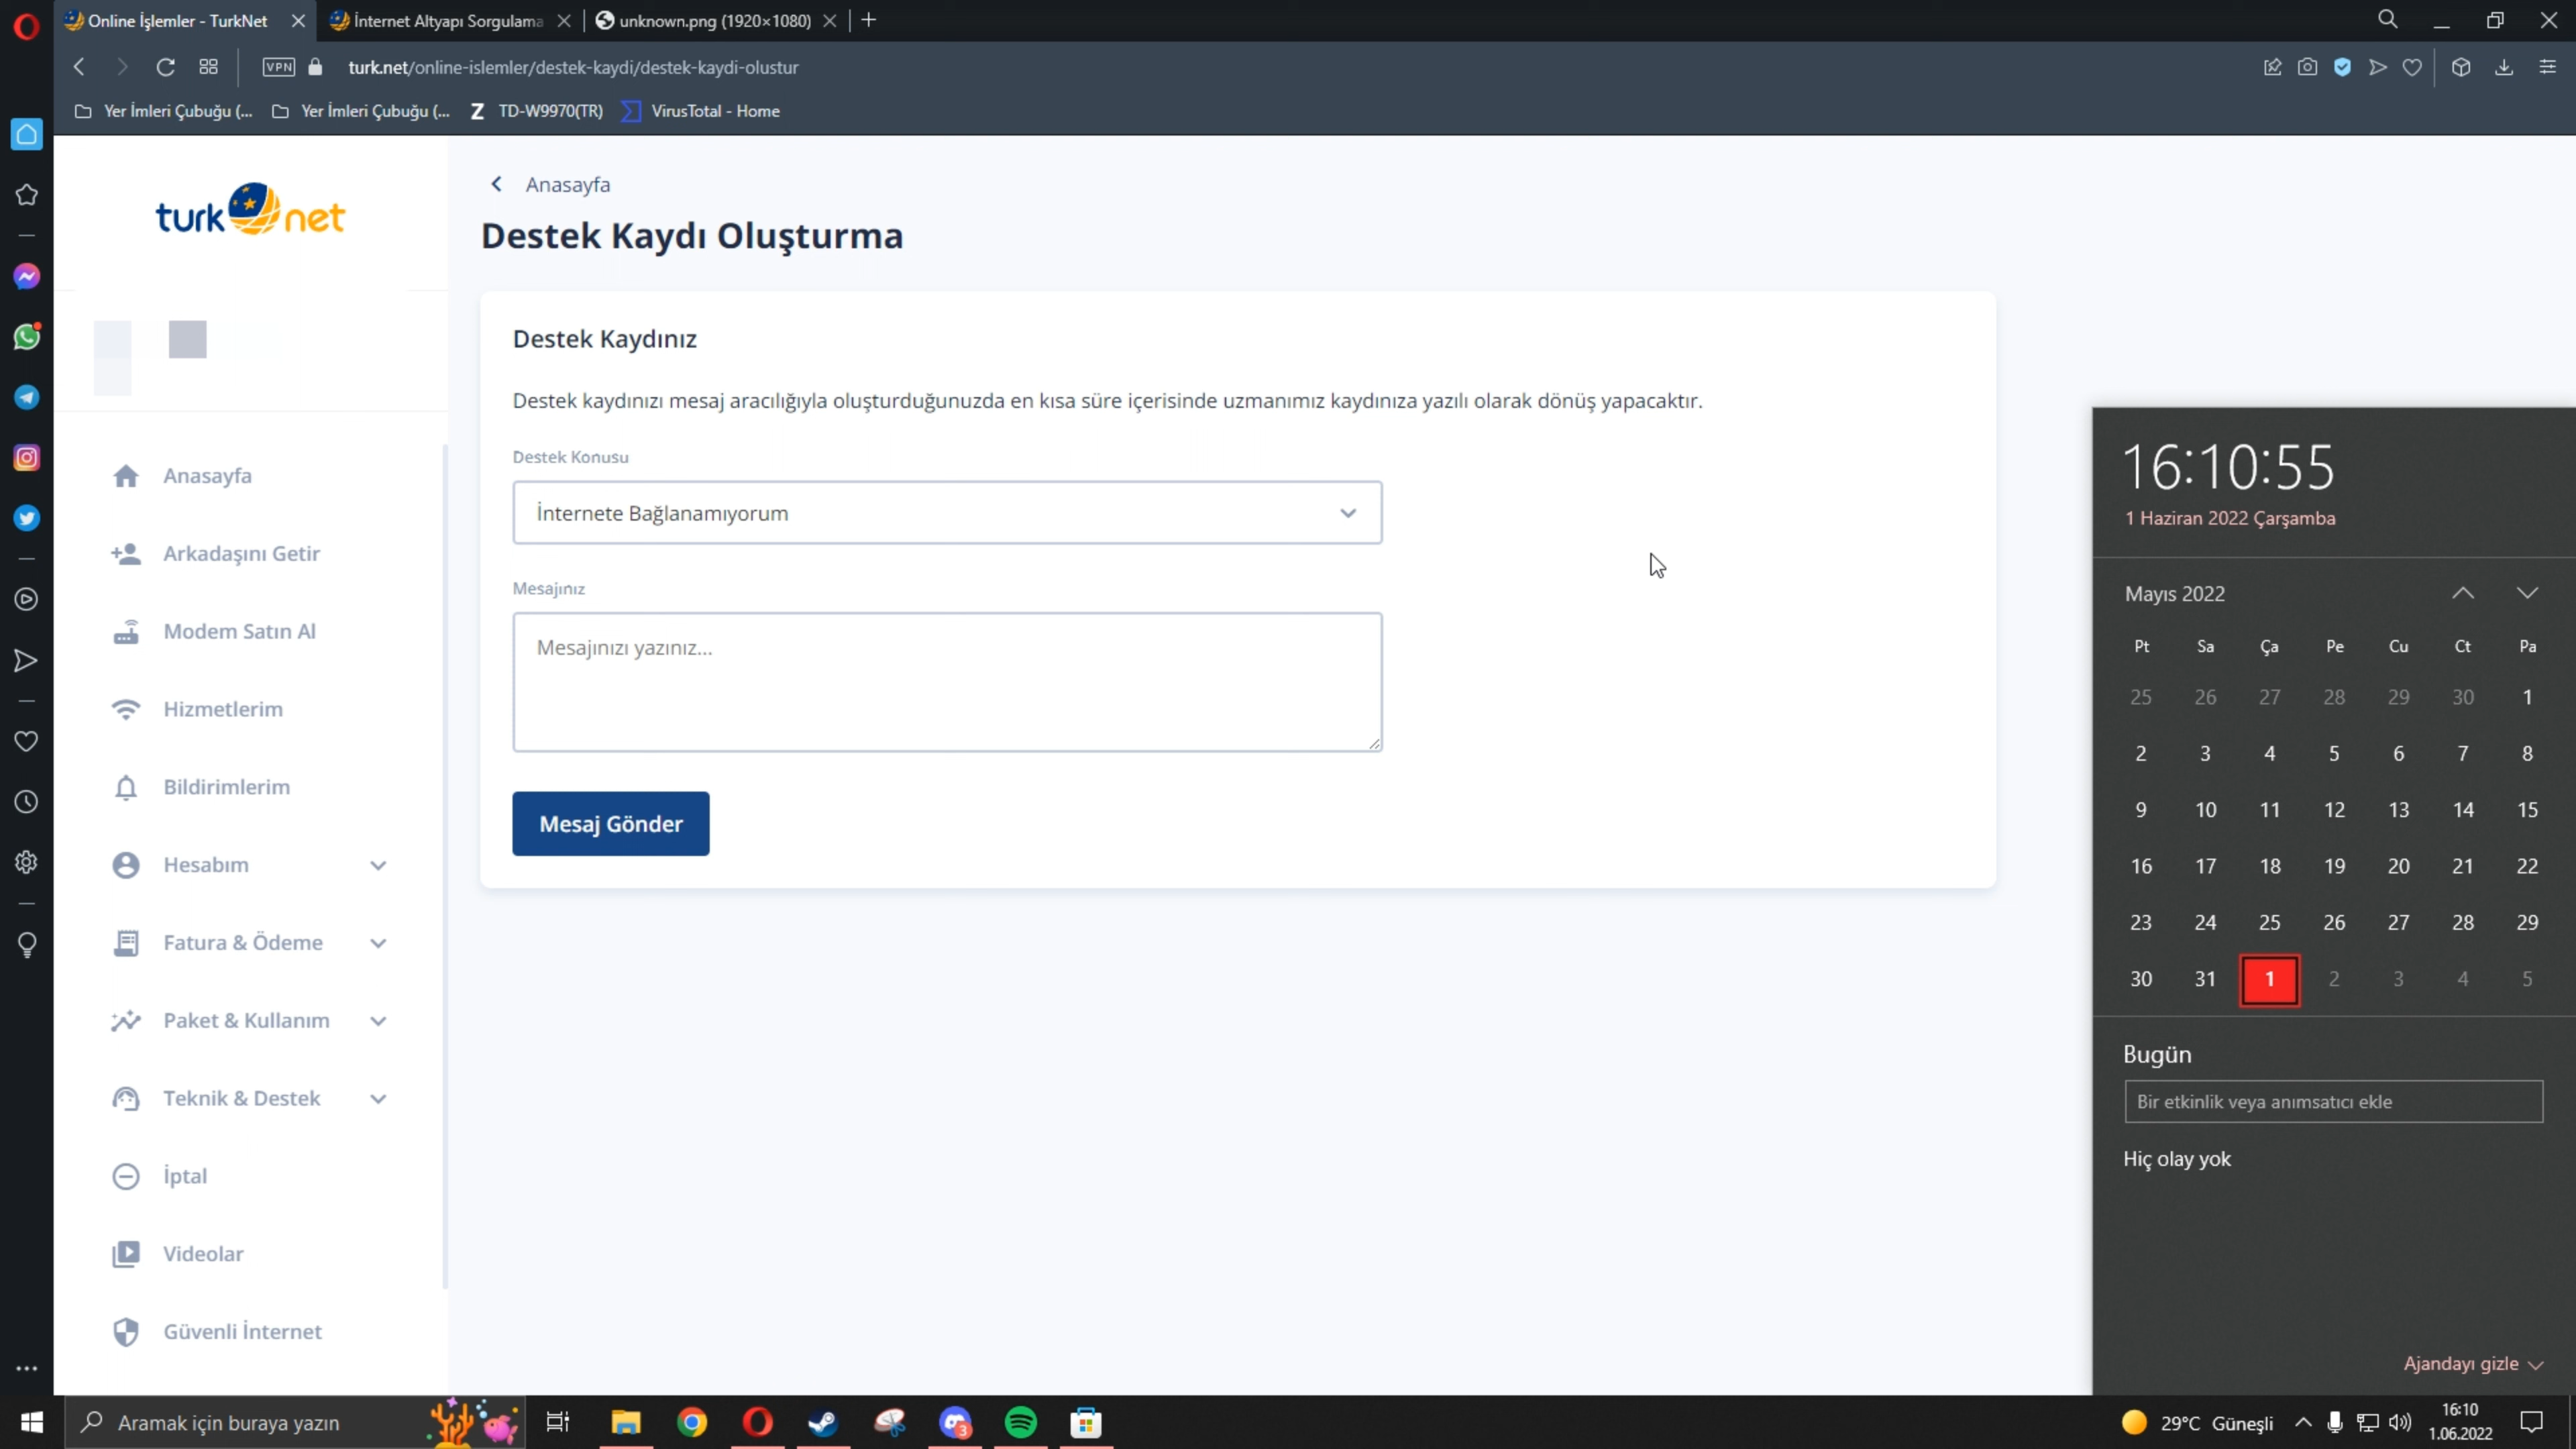 Online İşlemler - TurkNet
İnternet Altyapı Sorgulama
unknown.png (1920×1080)
VPN
turk.net/online-islemler/destek-kaydi/destek-kaydi-olustur
Yer İmleri Çubuğu (...
Yer İmleri Çubuğu (...
Z TD-W9970(TR)
VirusTotal - Home
turk net
Anasayfa
Arkadaşını Getir
Modem Satın Al
Hizmetlerim
Bildirimlerim
Hesabım
Fatura & Ödeme
Paket & Kullanım
Teknik & Destek
İptal
Videolar
Güvenli İnternet
Anasayfa
Destek Kaydı Oluşturma
Destek Kaydınız
Destek kaydınızı mesaj aracılığıyla oluşturduğunuzda en kısa süre içerisinde uzmanımız kaydınıza yazılı olarak dönüş yapacaktır.
Destek Konusu
İnternete Bağlanamıyorum
Mesajınız
Mesajınızı yazınız...
Mesaj Gönder
16:10:55
1 Haziran 2022 Çarşamba
Mayıs 2022
Pt Sa Ça Pe Cu Ct Pa
25 26 27 28 29 30 1
2 3 4 5 6 7 8
9 10 11 12 13 14 15
16 17 18 19 20 21 22
23 24 25 26 27 28 29
30 31 1 2 3 4 5
Bugün
Bir etkinlik veya anımsatıcı ekle
Hiç olay yok
Ajandayı gizle
Aramak için buraya yazın
3
29°C Güneşli
16:10
1.06.2022